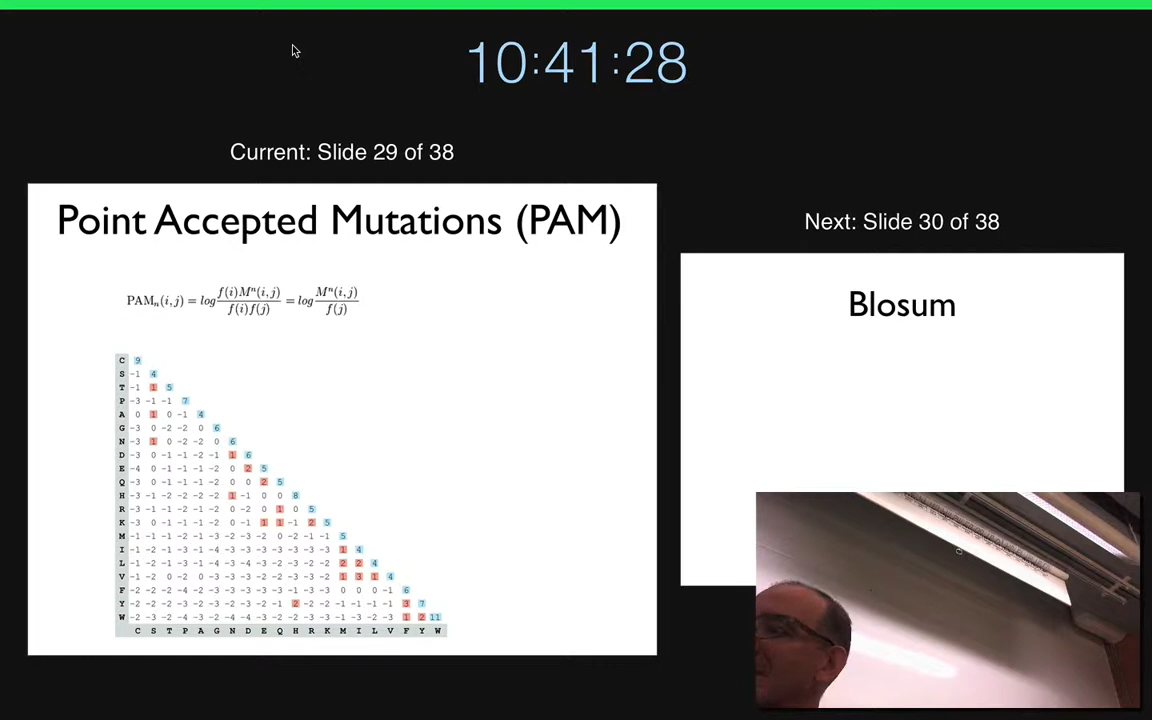 10:41:28
Current: Slide 29 of 38
Point Accepted Mutations (PAM)
PAMn(i,j) = log f(i)Mⁿ(i,j) / f(i)f(j) = log Mⁿ(i,j) / f(j)
C 9
S -1 4
T -1 1 5
P -3 -1 -1 7
A 0 1 0 -1 4
G -3 0 -2 -2 0 6
N -3 1 0 -2 -2 0 6
D -3 0 -1 -1 -2 -1 1 6
E -4 0 -1 -1 -1 -2 0 2 5
Q -3 0 -1 -1 -1 -2 0 0 2 5
H -3 -1 -2 -2 -2 -2 1 -1 0 0 8
R -3 -1 -1 -2 -1 -2 0 -2 0 1 0 5
K -3 0 -1 -1 -1 -2 0 -1 1 1 -1 2 5
M -1 -1 -1 -2 -1 -3 -2 -3 -2 0 -2 -1 -1 5
I -1 -2 -1 -3 -1 -4 -3 -3 -3 -3 -3 -3 -3 1 4
L -1 -2 -1 -3 -1 -4 -3 -4 -3 -2 -3 -2 -2 2 2 4
V -1 -2 0 -2 0 -3 -3 -3 -2 -2 -3 -3 -2 1 3 1 4
F -2 -2 -2 -4 -2 -3 -3 -3 -3 -3 -1 -3 -3 0 0 0 -1 6
Y -2 -2 -2 -3 -2 -3 -2 -3 -2 -1 2 -2 -2 -1 -1 -1 -1 3 7
W -2 -3 -2 -4 -3 -2 -4 -4 -3 -2 -2 -3 -3 -1 -3 -2 -3 1 2 11
C S T P A G N D E Q H R K M I L V F Y W
Next: Slide 30 of 38
Blosum